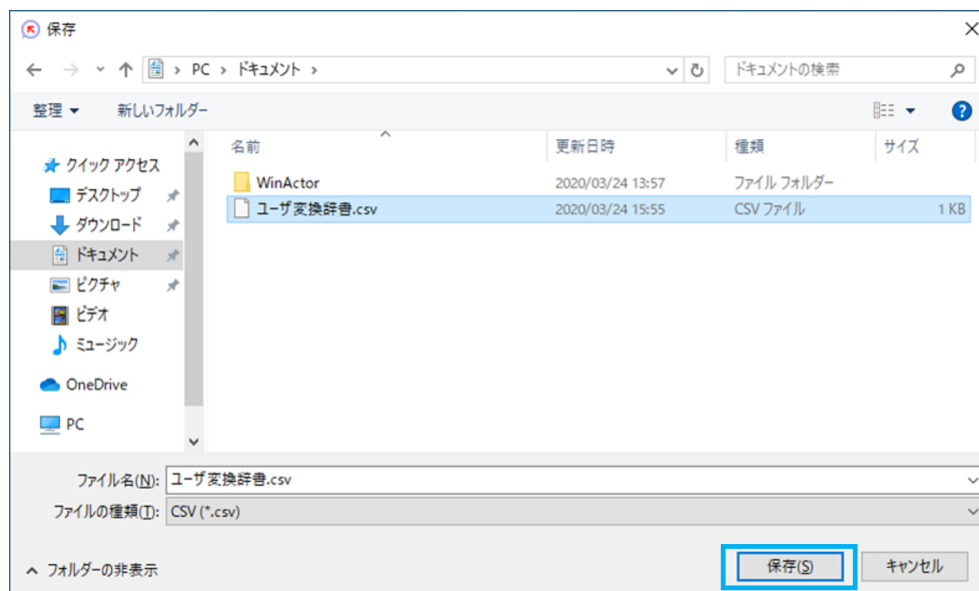 保存
PC › ドキュメント ›
ドキュメントの検索
整理
新しいフォルダー
?
名前 更新日時 種類 サイズ
WinActor 2020/03/24 13:57 ファイル フォルダー
ユーザ変換辞書.csv 2020/03/24 15:55 CSV ファイル 1 KB
クイック アクセス
デスクトップ
ダウンロード
ドキュメント
ピクチャ
ビデオ
ミュージック
OneDrive
PC
ファイル名(N): ユーザ変換辞書.csv
ファイルの種類(T): CSV (*.csv)
フォルダーの非表示
保存(S) キャンセル